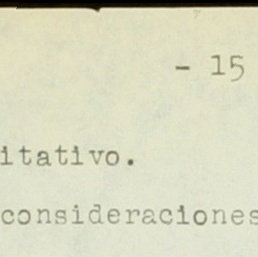 - 15
itativo.
consideraciones